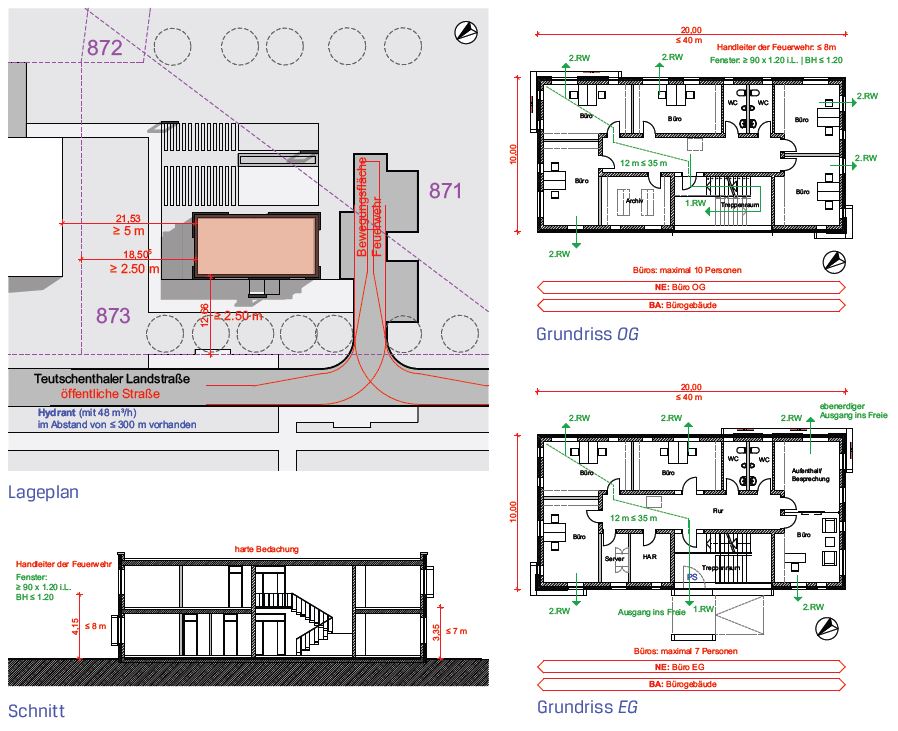 872
871
873
21,53
≥ 5 m
18,50⁵
≥ 2.50 m
12,66
≥ 2.50 m
Bewegungsfläche
Feuerwehr
Teutschenthaler Landstraße
öffentliche Straße
Hydrant (mit 48 m³/h)
im Abstand von ≤ 300 m vorhanden
Lageplan
harte Bedachung
Handleiter der Feuerwehr
Fenster:
≥ 90 x 1.20 i.L.
BH ≤ 1.20
4,15
≤ 8 m
3,35
≤ 7 m
Schnitt
20,00
≤ 40 m
Handleiter der Feuerwehr: ≤ 8m
Fenster: ≥ 90 x 1.20 i.L. | BH ≤ 1.20
2.RW
2.RW
2.RW
10,00
Büro
Büro
WC
WC
Büro
12 m ≤ 35 m
2.RW
Büro
Archiv
1.RW
Treppenraum
Büro
2.RW
Büros: maximal 10 Personen
NE: Büro OG
BA: Bürogebäude
Grundriss OG
20,00
≤ 40 m
2.RW
2.RW
2.RW
ebenerdiger
Ausgang ins Freie
10,00
Büro
Büro
WC
WC
Aufenthalt/
Besprechung
12 m ≤ 35 m
Flur
Büro
Server
HAR
Treppenraum
PS
Büro
2.RW
Ausgang ins Freie
1.RW
2.RW
Büros: maximal 7 Personen
NE: Büro EG
BA: Bürogebäude
Grundriss EG